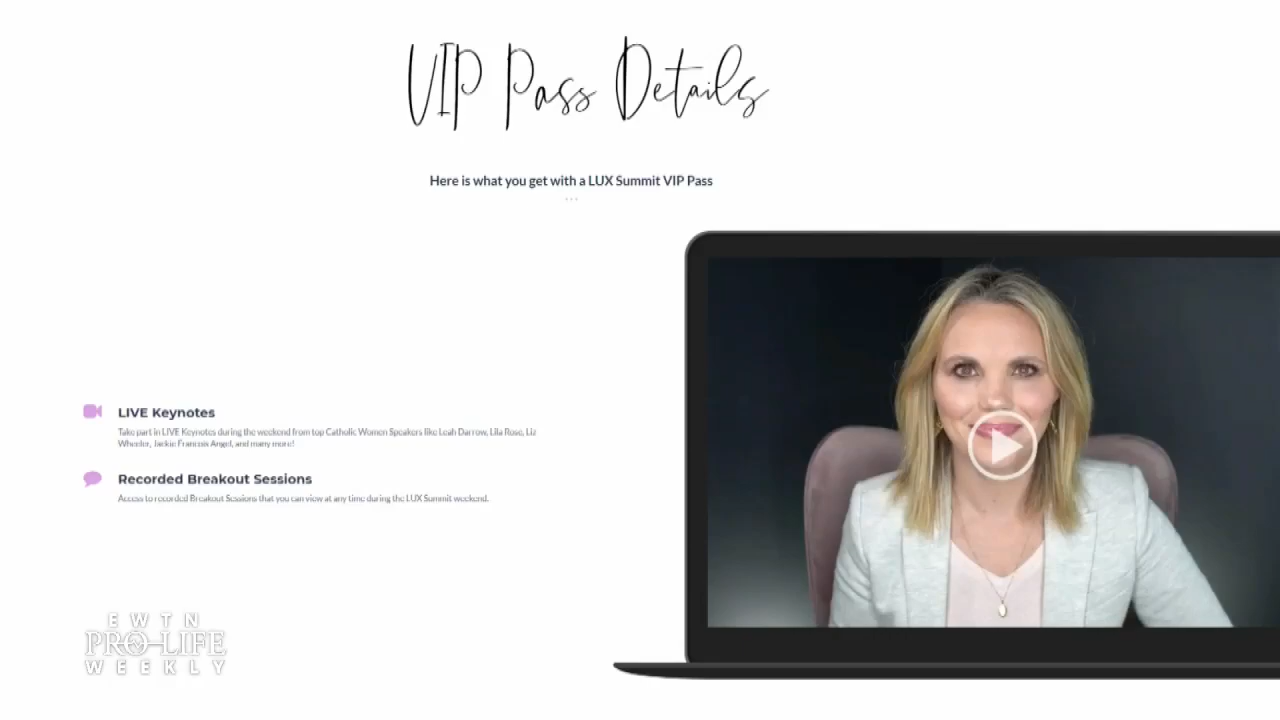 VIP Pass Details
Here is what you get with a LUX Summit VIP Pass
...
LIVE Keynotes
Take part in LIVE Keynotes during the weekend from top Catholic Women Speakers like Leah Darrow, Lila Rose, Liz
Wheeler, Jackie Francois Angel, and many more!
Recorded Breakout Sessions
Access to recorded Breakout Sessions that you can view at any time during the LUX Summit weekend.
EWTN
PRO-LIFE
WEEKLY